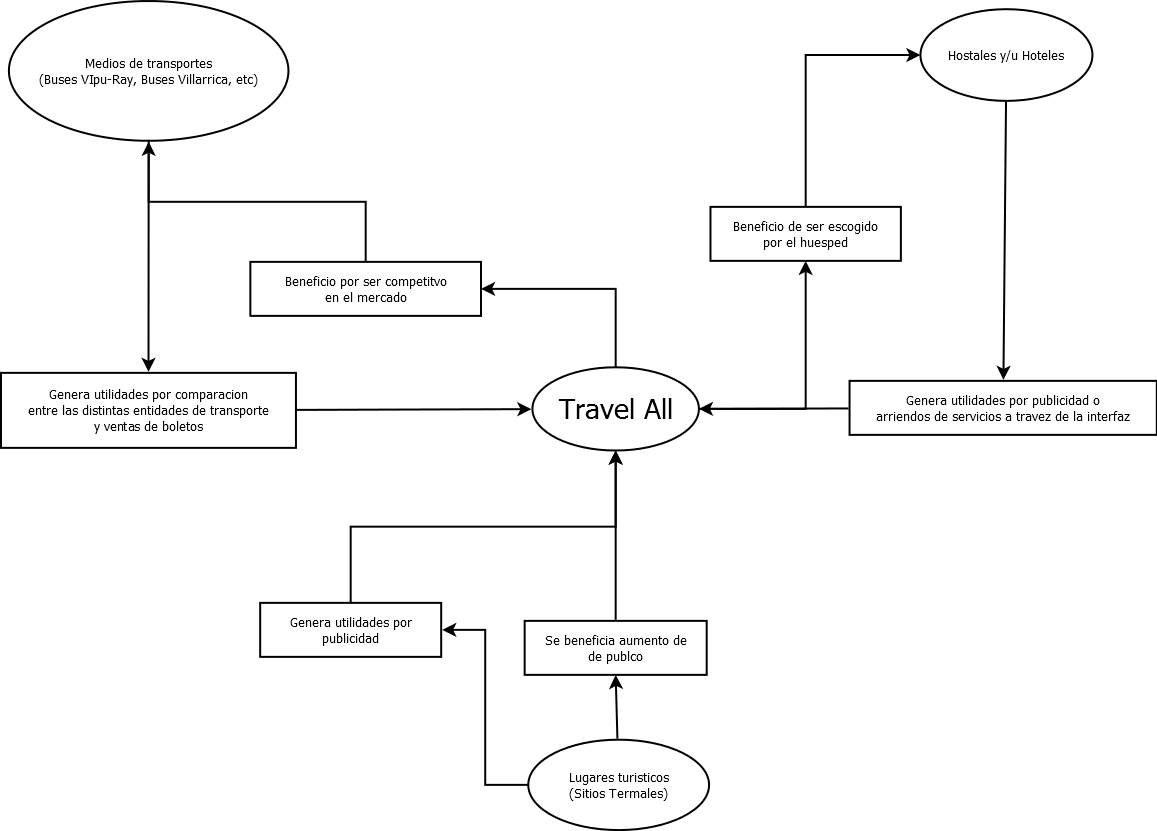 Medios de transportes
(Buses VIpu-Ray, Buses Villarrica, etc)
Hostales y/u Hoteles
Beneficio de ser escogido
por el huesped
Beneficio por ser competitvo
en el mercado
Genera utilidades por comparacion
entre las distintas entidades de transporte
y ventas de boletos
Travel All
Genera utilidades por publicidad o
arriendos de servicios a travez de la interfaz
Genera utilidades por
publicidad
Se beneficia aumento de
de publco
Lugares turisticos
(Sitios Termales)